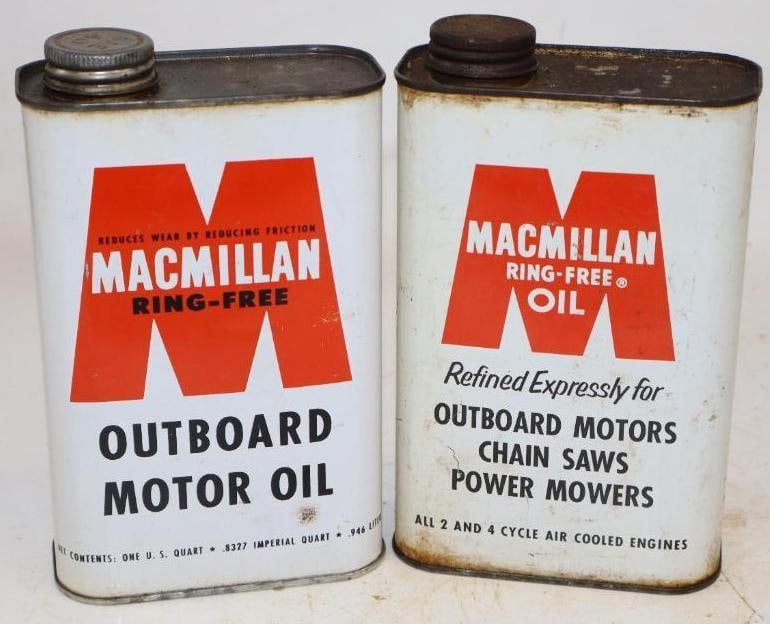 REDUCES WEAR BY REDUCING FRICTION
MACMILLAN
RING-FREE
OUTBOARD
MOTOR OIL
CONTENTS: ONE U.S. QUART ★ .8327 IMPERIAL QUART ★ .946
MACMILLAN
RING-FREE®
OIL
Refined Expressly for
OUTBOARD MOTORS
CHAIN SAWS
POWER MOWERS
ALL 2 AND 4 CYCLE AIR COOLED ENGINES